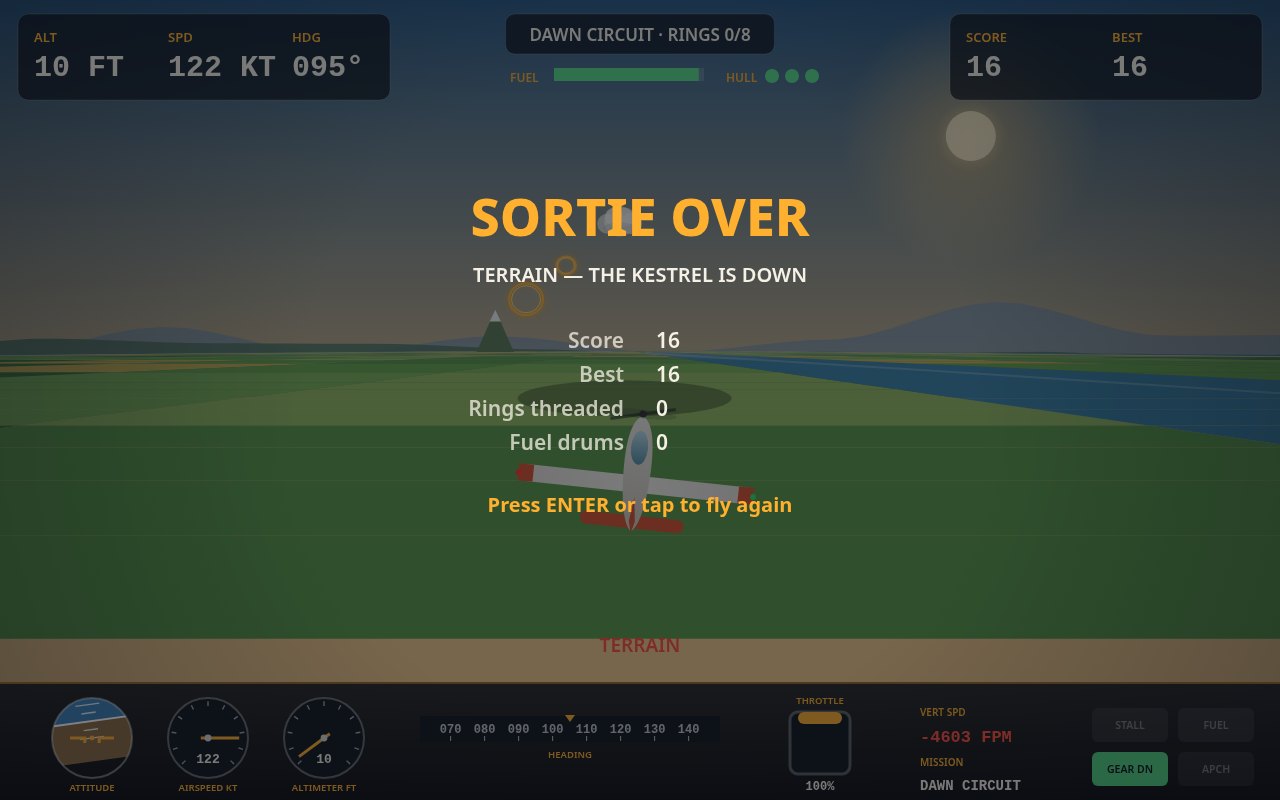 ALT SPD HDG
10 FT 122 KT 095°
DAWN CIRCUIT · RINGS 0/8
FUEL HULL
SCORE BEST
16 16
SORTIE OVER
TERRAIN — THE KESTREL IS DOWN
Score 16
Best 16
Rings threaded 0
Fuel drums 0
Press ENTER or tap to fly again
TERRAIN
ATTITUDE
122
AIRSPEED KT
10
ALTIMETER FT
070 080 090 100 110 120 130 140
HEADING
THROTTLE
100%
VERT SPD
-4603 FPM
MISSION
DAWN CIRCUIT
STALL FUEL
GEAR DN APCH